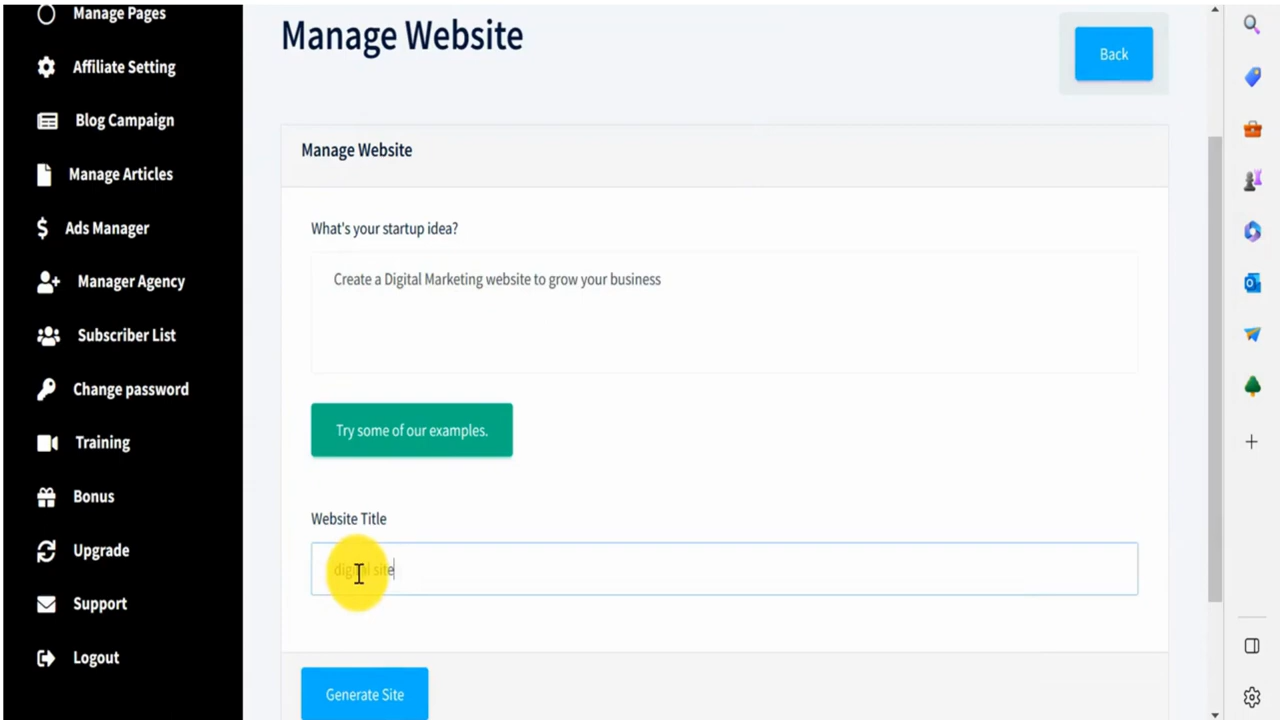 Manage Pages
Affiliate Setting
Blog Campaign
Manage Articles
Ads Manager
Manager Agency
Subscriber List
Change password
Training
Bonus
Upgrade
Support
Logout
Manage Website
Back
Manage Website
What's your startup idea?
Create a Digital Marketing website to grow your business
Try some of our examples.
Website Title
digital site
Generate Site